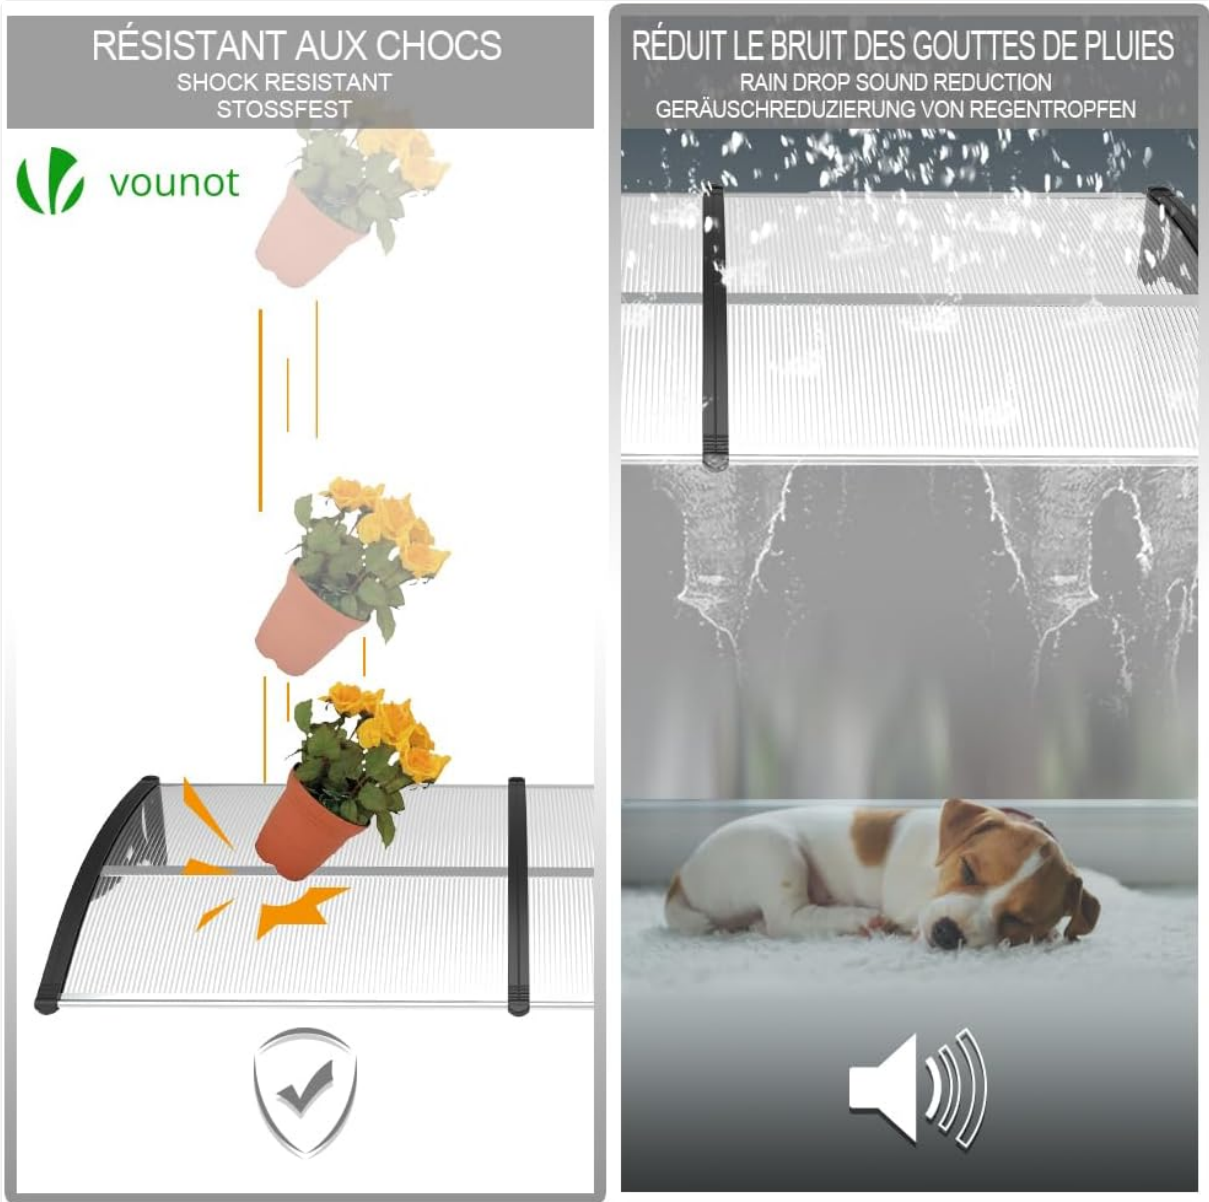 RÉSISTANT AUX CHOCS
SHOCK RESISTANT
STOSSFEST
vounot
RÉDUIT LE BRUIT DES GOUTTES DE PLUIES
RAIN DROP SOUND REDUCTION
GERÄUSCHREDUZIERUNG VON REGENTROPFEN